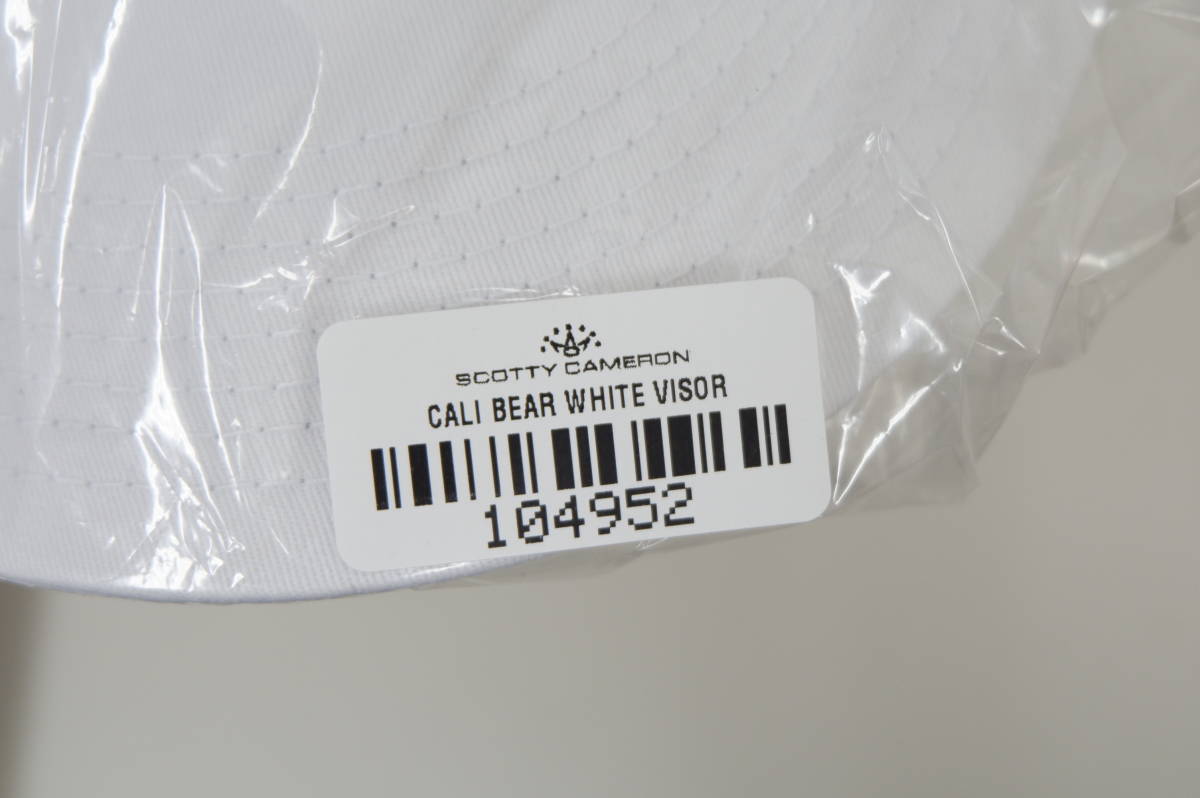 SCOTTY CAMERON
CALI BEAR WHITE VISOR
104952